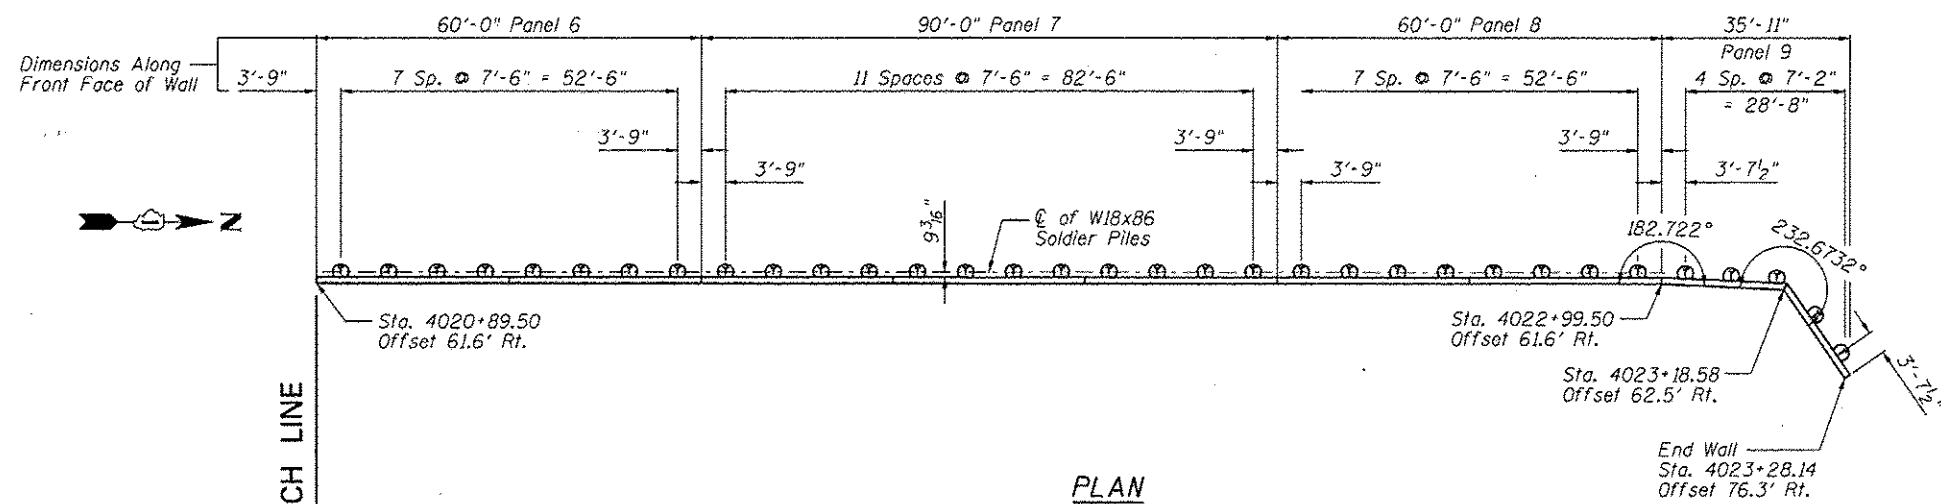 60'-0" Panel 6
90'-0" Panel 7
60'-0" Panel 8
35'-11"
Panel 9
Dimensions Along
Front Face of Wall
3'-9"
7 Sp. @ 7'-6" = 52'-6"
11 Spaces @ 7'-6" = 82'-6"
7 Sp. @ 7'-6" = 52'-6"
4 Sp. @ 7'-2"
= 28'-8"
3'-9"
3'-9"
3'-9"
3'-9"
3'-9"
3'-7½"
N
9 3/16"
℄ of W18x86
Soldier Piles
182.722°
232.6732°
Sta. 4020+89.50
Offset 61.6' Rt.
Sta. 4022+99.50
Offset 61.6' Rt.
Sta. 4023+18.58
Offset 62.5' Rt.
3'-7½"
End Wall
Sta. 4023+28.14
Offset 76.3' Rt.
CH LINE
PLAN